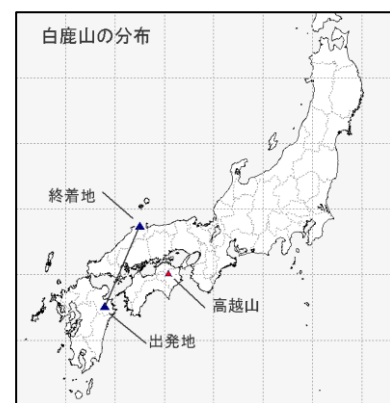 白鹿山の分布
終着地
高越山
出発地